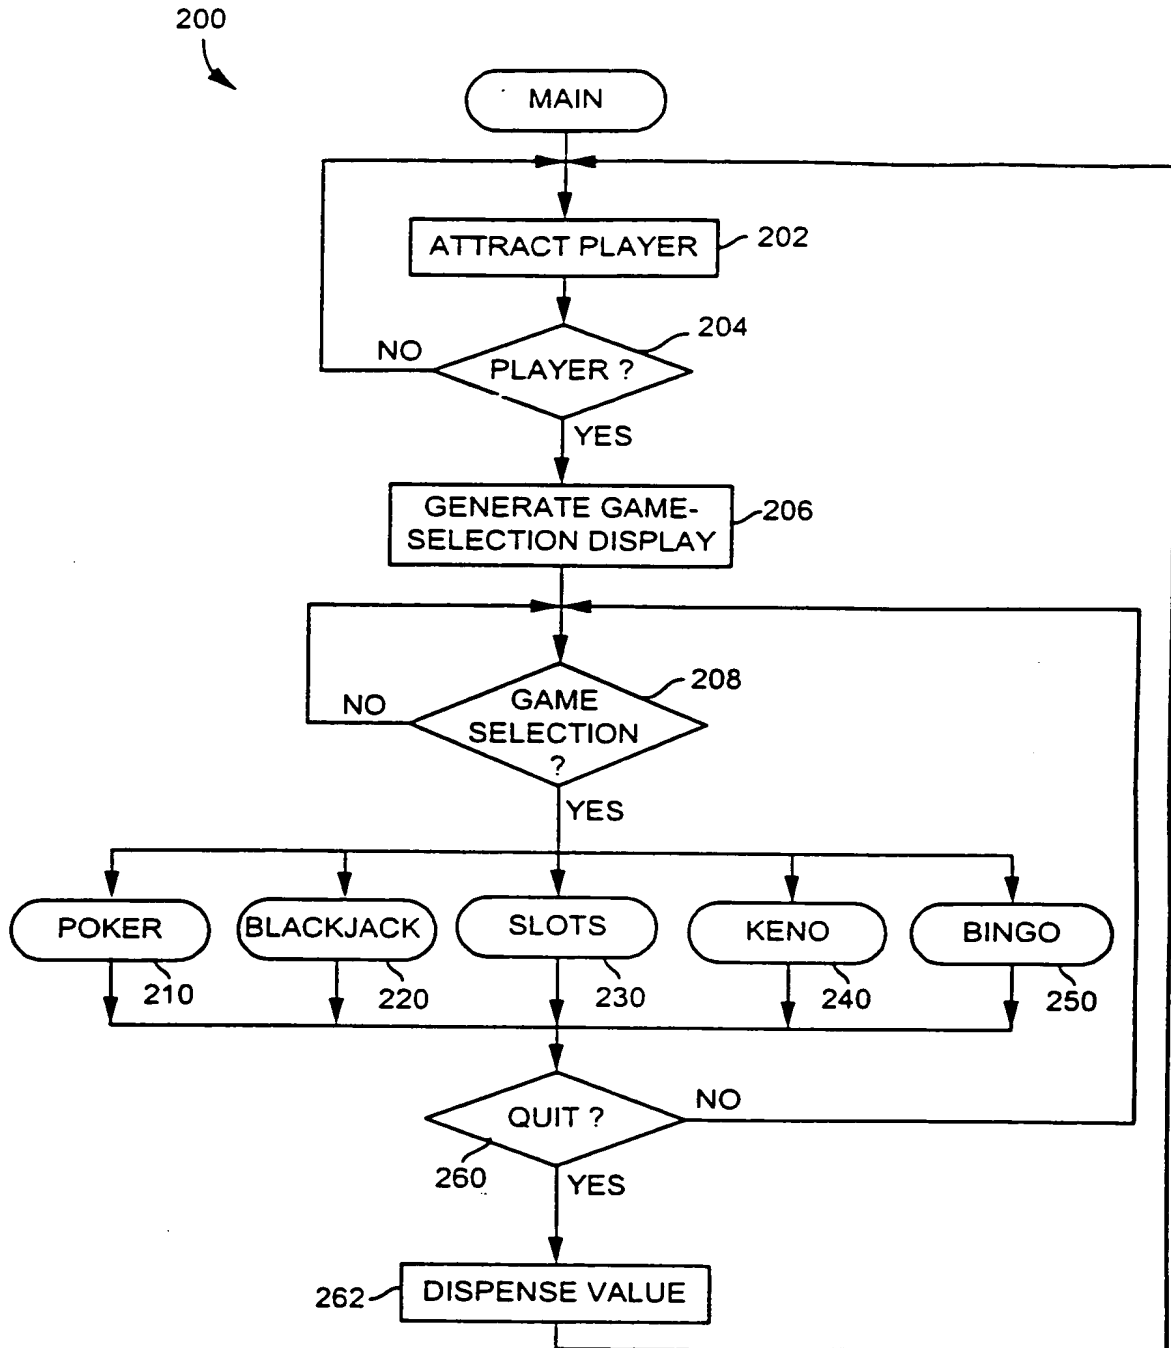 200
MAIN
ATTRACT PLAYER
202
204
NO
PLAYER ?
YES
GENERATE GAME-
SELECTION DISPLAY
206
208
NO
GAME
SELECTION
?
YES
POKER
BLACKJACK
SLOTS
KENO
BINGO
210
220
230
240
250
QUIT ?
NO
260
YES
262
DISPENSE VALUE